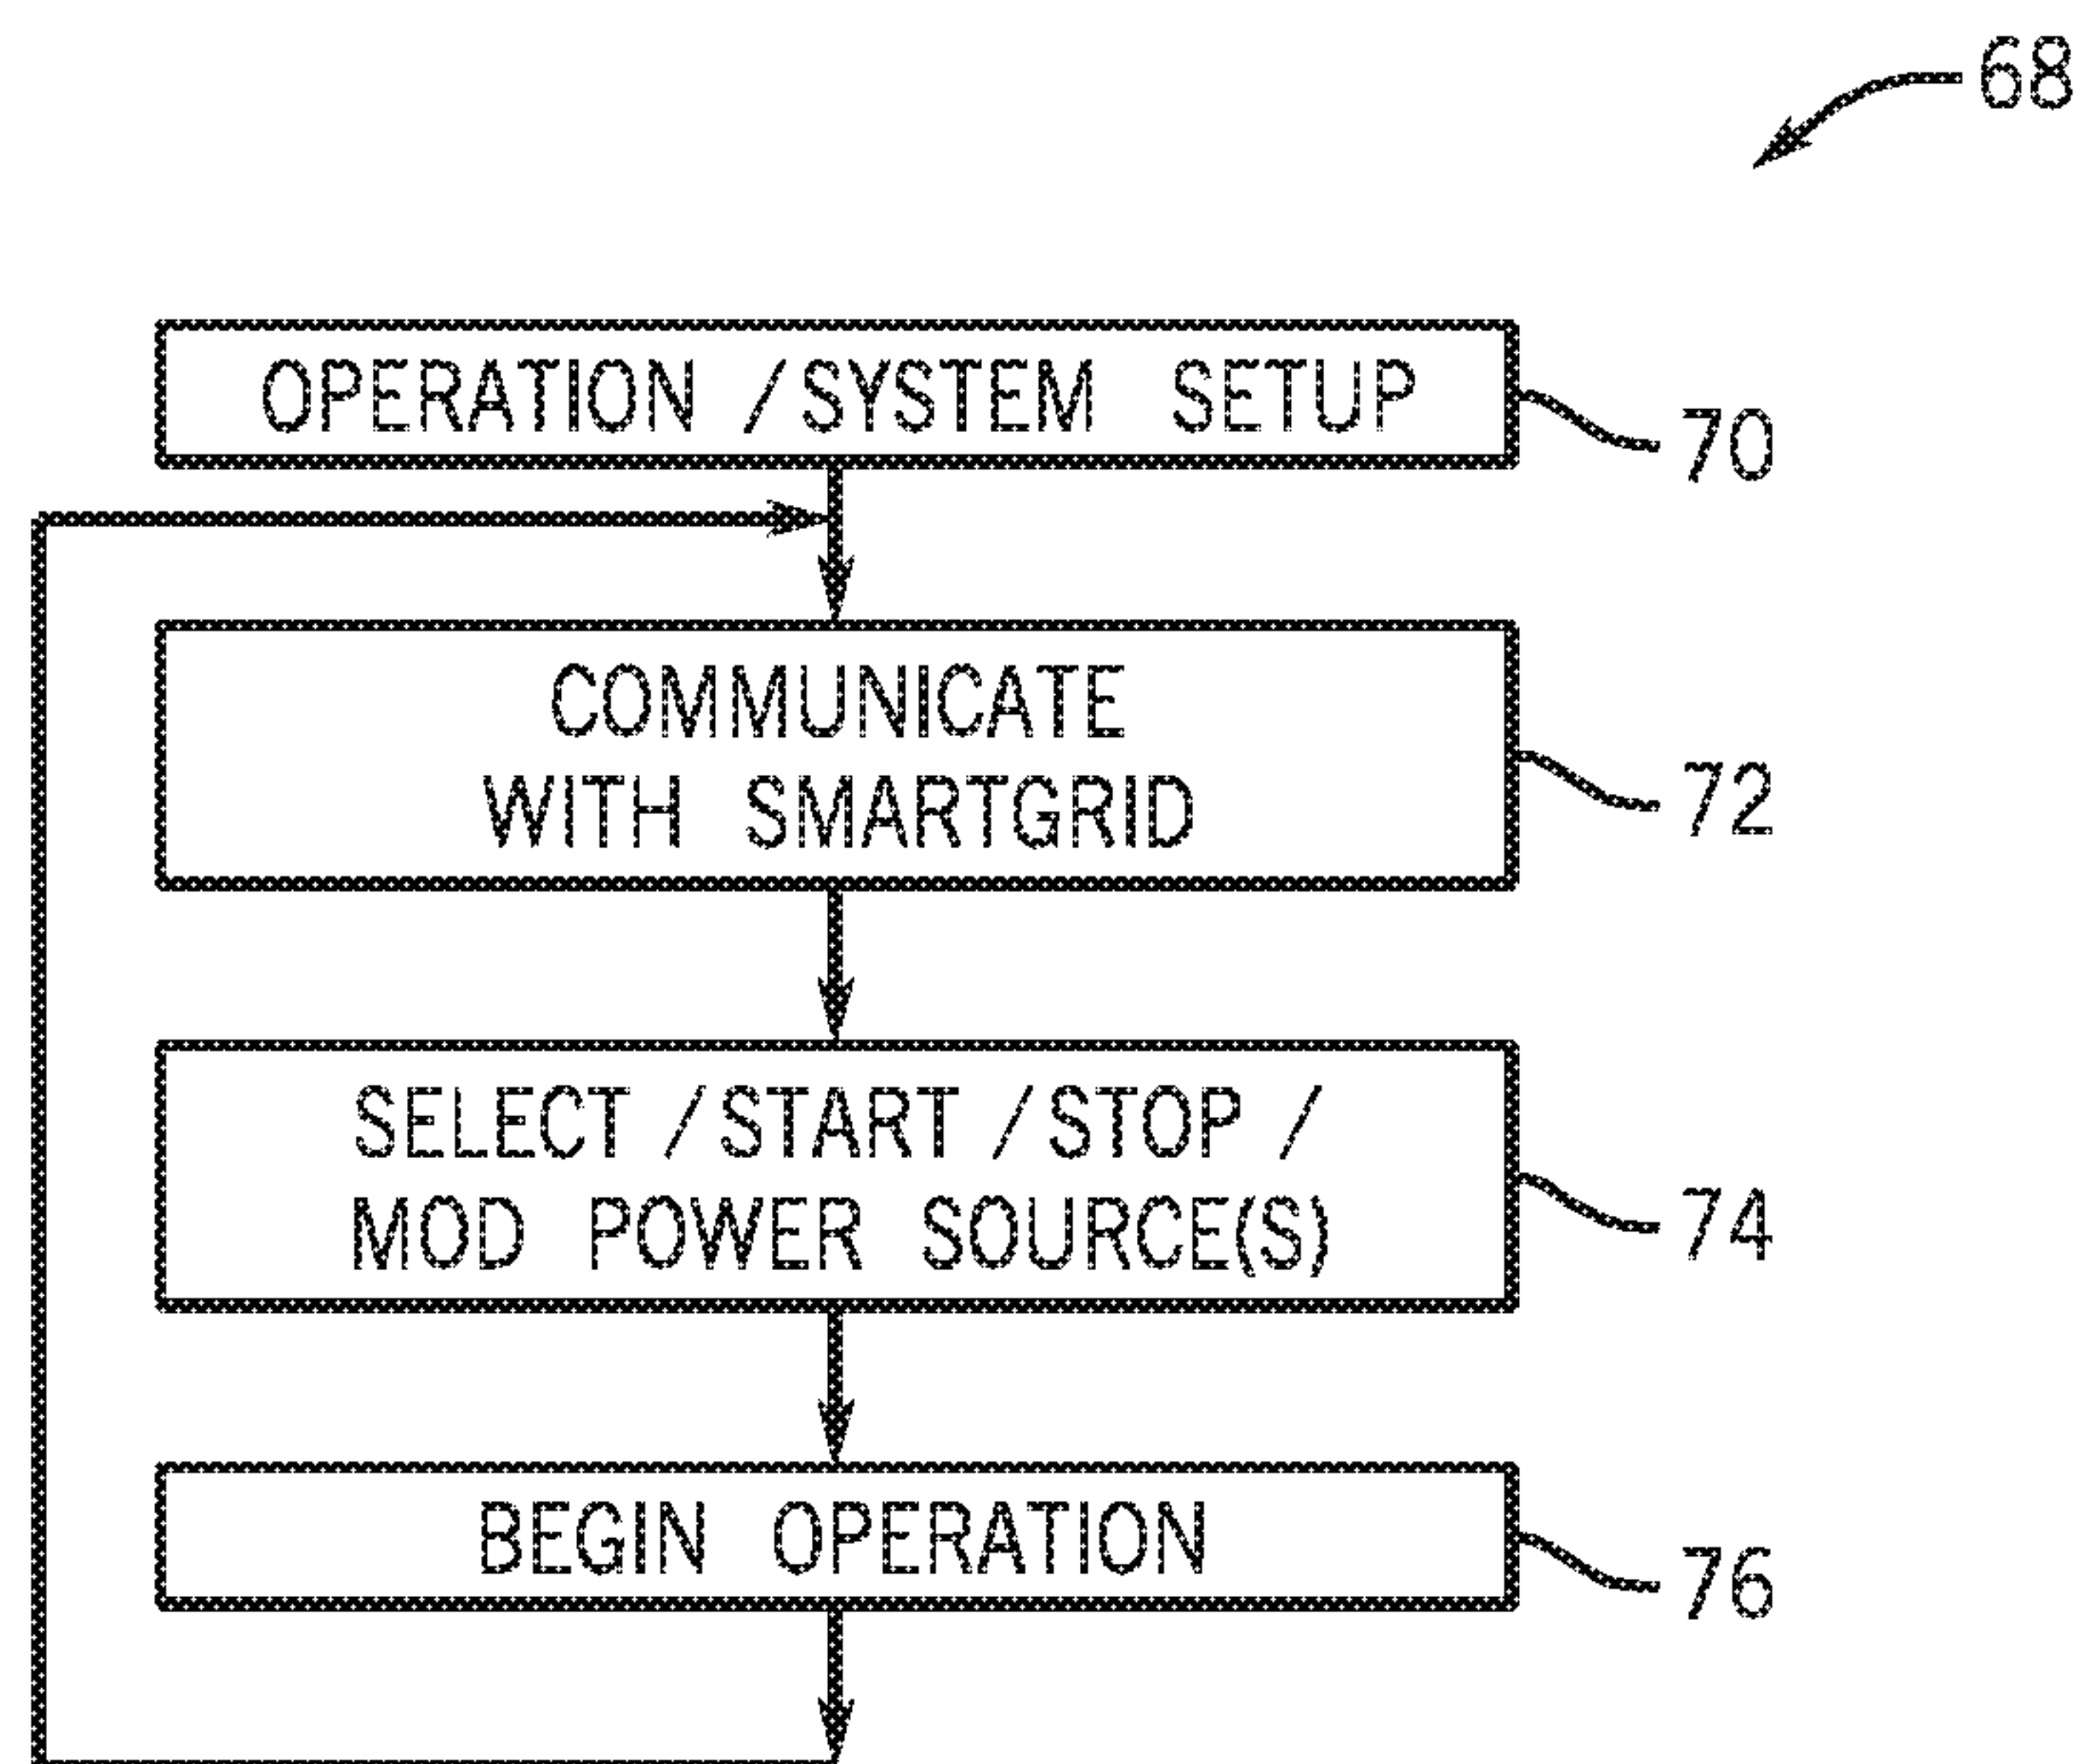 68
OPERATION / SYSTEM SETUP
70
COMMUNICATE
WITH SMARTGRID
72
SELECT / START / STOP /
MOD POWER SOURCE(S)
74
BEGIN OPERATION
76